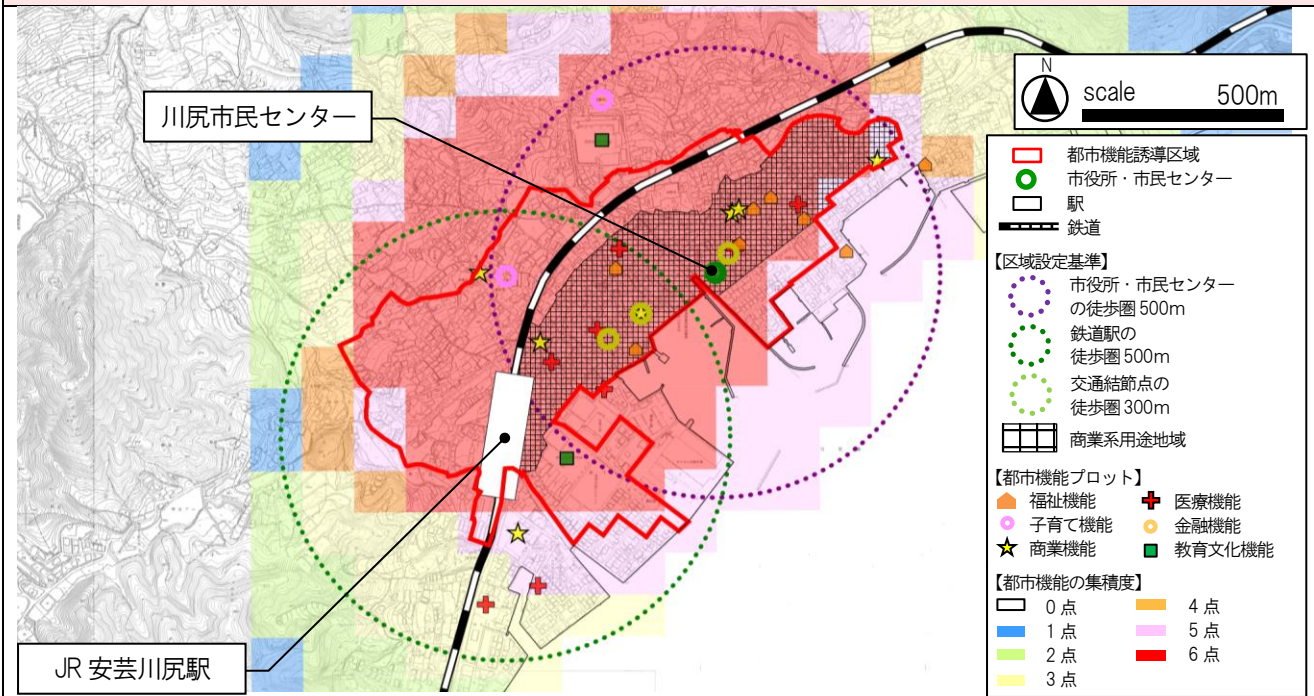 川尻市民センター
JR 安芸川尻駅
N
scale 500m
都市機能誘導区域
市役所・市民センター
駅
鉄道
【区域設定基準】
市役所・市民センター
の徒歩圏 500m
鉄道駅の
徒歩圏 500m
交通結節点の
徒歩圏 300m
商業系用途地域
【都市機能プロット】
福祉機能 医療機能
子育て機能 金融機能
商業機能 教育文化機能
【都市機能の集積度】
0 点 4 点
1 点 5 点
2 点 6 点
3 点